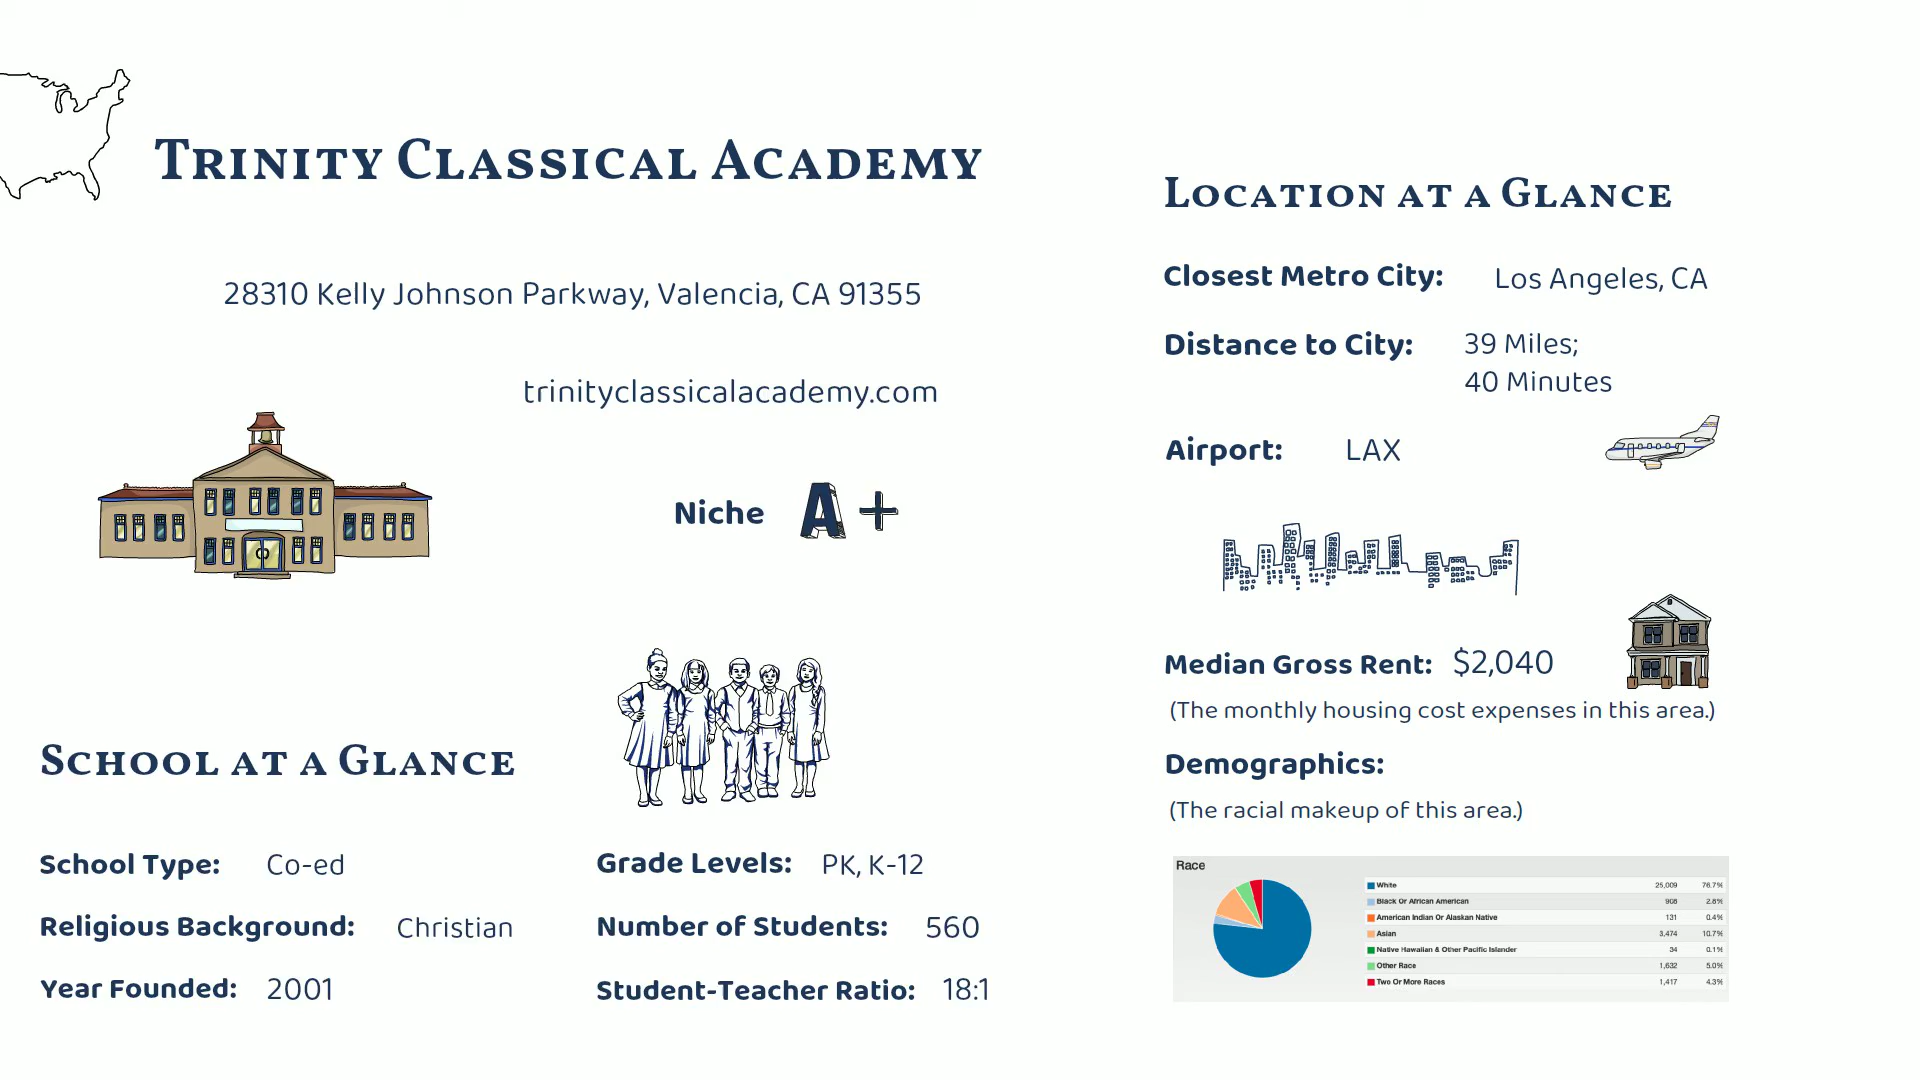 Trinity Classical Academy
28310 Kelly Johnson Parkway, Valencia, CA 91355
trinityclassicalacademy.com
Niche A+
School at a Glance
School Type: Co-ed
Religious Background: Christian
Year Founded: 2001
Grade Levels: PK, K-12
Number of Students: 560
Student-Teacher Ratio: 18:1
Location at a Glance
Closest Metro City: Los Angeles, CA
Distance to City: 39 Miles;
40 Minutes
Airport: LAX
Median Gross Rent: $2,040
(The monthly housing cost expenses in this area.)
Demographics:
(The racial makeup of this area.)
Race
White 25,009 76.7%
Black Or African American 908 2.8%
American Indian Or Alaskan Native 131 0.4%
Asian 3,474 10.7%
Native Hawaiian & Other Pacific Islander 34 0.1%
Other Race 1,632 5.0%
Two Or More Races 1,417 4.3%